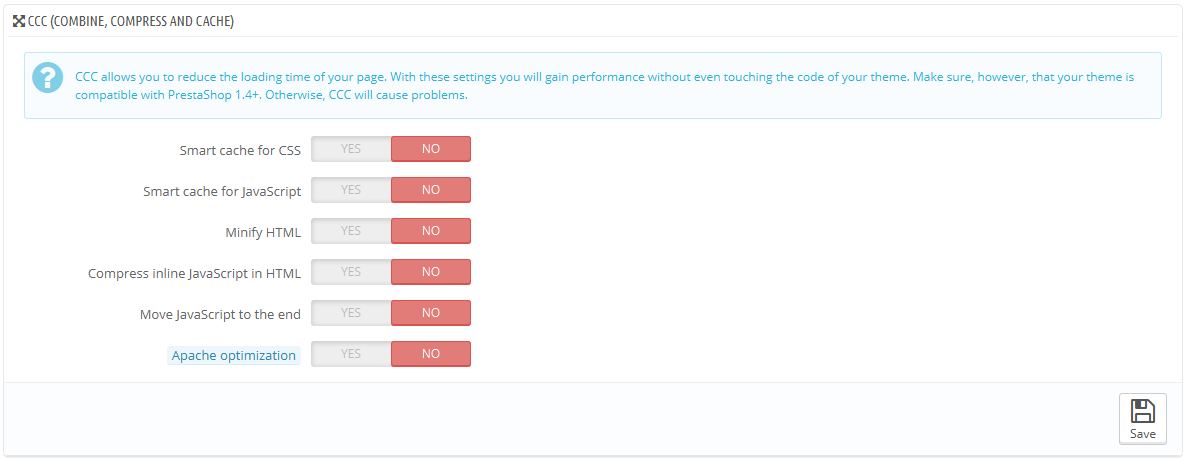 CCC (COMBINE, COMPRESS AND CACHE)
CCC allows you to reduce the loading time of your page. With these settings you will gain performance without even touching the code of your theme. Make sure, however, that your theme is
compatible with PrestaShop 1.4+. Otherwise, CCC will cause problems.
Smart cache for CSS YES NO
Smart cache for JavaScript YES NO
Minify HTML YES NO
Compress inline JavaScript in HTML YES NO
Move JavaScript to the end YES NO
Apache optimization YES NO
Save